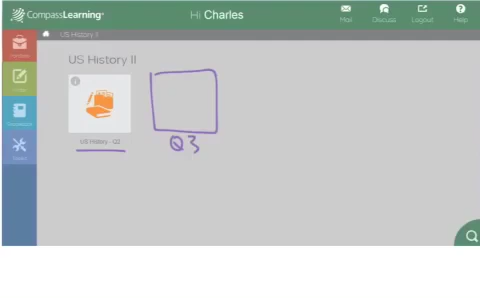 CompassLearning
Hi Charles
Mail
Discuss
Logout
Help
US History II
US History II
US History - Q2
Q3